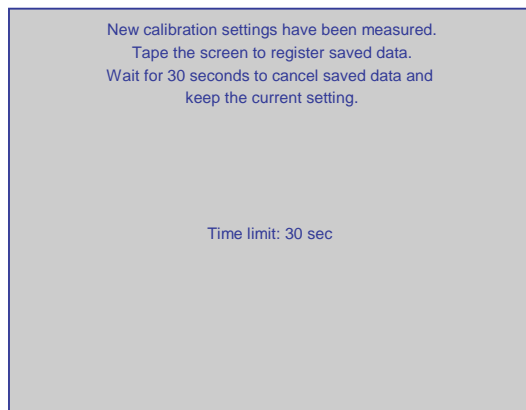 New calibration settings have been measured.
Tape the screen to register saved data.
Wait for 30 seconds to cancel saved data and
keep the current setting.
Time limit: 30 sec